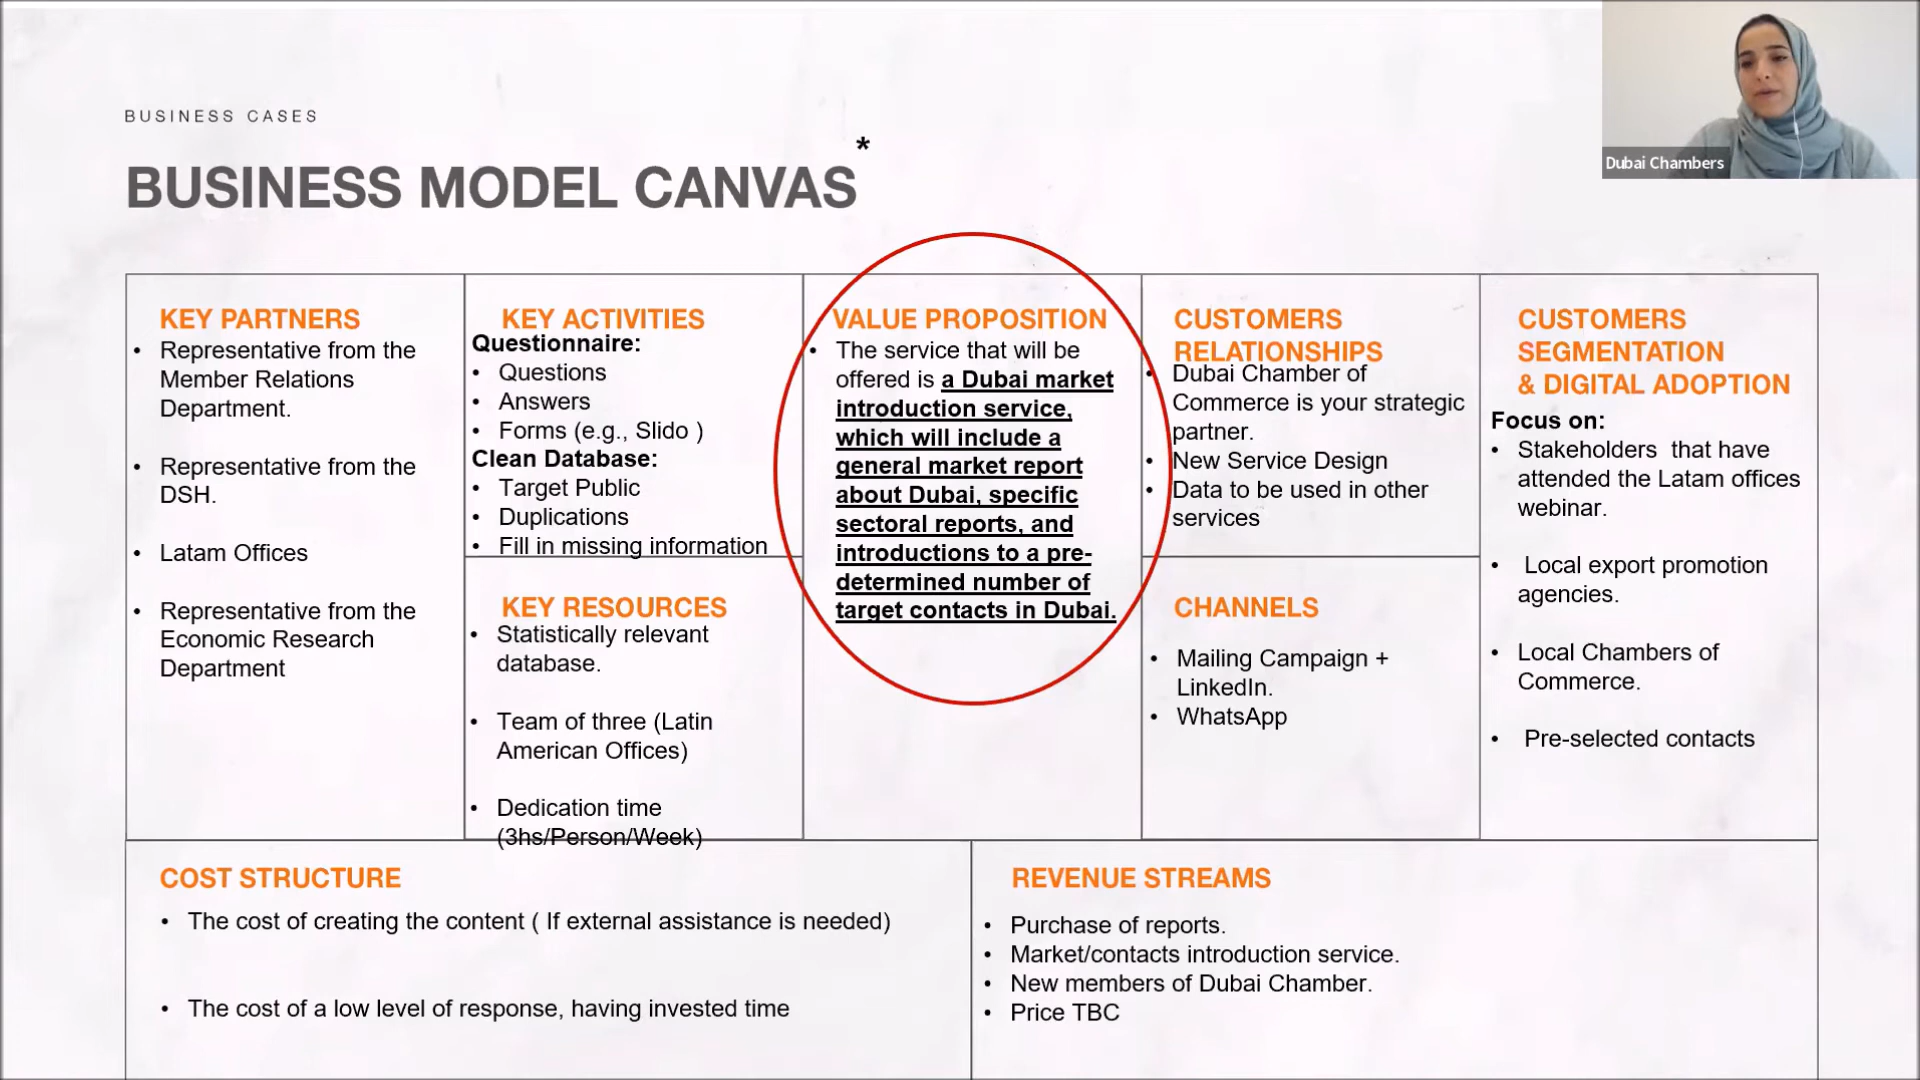 BUSINESS CASES
BUSINESS MODEL CANVAS*
Dubai Chambers
KEY PARTNERS
• Representative from the
Member Relations
Department.
• Representative from the
DSH.
• Latam Offices
• Representative from the
Economic Research
Department
KEY ACTIVITIES
Questionnaire:
• Questions
• Answers
• Forms (e.g., Slido )
Clean Database:
• Target Public
• Duplications
• Fill in missing information
KEY RESOURCES
• Statistically relevant
database.
• Team of three (Latin
American Offices)
• Dedication time
(3hs/Person/Week)
VALUE PROPOSITION
• The service that will be
offered is a Dubai market
introduction service,
which will include a
general market report
about Dubai, specific
sectoral reports, and
introductions to a pre-
determined number of
target contacts in Dubai.
CUSTOMERS
RELATIONSHIPS
• Dubai Chamber of
Commerce is your strategic
partner.
• New Service Design
• Data to be used in other
services
CHANNELS
• Mailing Campaign +
LinkedIn.
• WhatsApp
CUSTOMERS
SEGMENTATION
& DIGITAL ADOPTION
Focus on:
• Stakeholders that have
attended the Latam offices
webinar.
• Local export promotion
agencies.
• Local Chambers of
Commerce.
• Pre-selected contacts
COST STRUCTURE
• The cost of creating the content ( If external assistance is needed)
• The cost of a low level of response, having invested time
REVENUE STREAMS
• Purchase of reports.
• Market/contacts introduction service.
• New members of Dubai Chamber.
• Price TBC